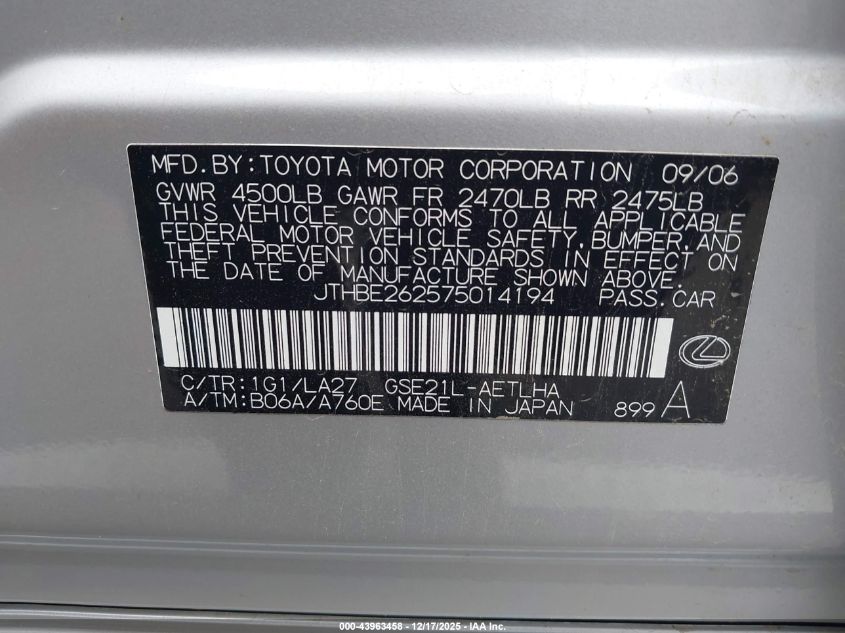 MFD.BY:TOYOTA MOTOR CORPORATION 09/06
GVWR 4500LB GAWR FR 2470LB RR 2475LB
THIS VEHICLE CONFORMS TO ALL APPLICABLE
FEDERAL MOTOR VEHICLE SAFETY,BUMPER,AND
THEFT PREVENTION STANDARDS IN EFFECT ON
THE DATE OF MANUFACTURE SHOWN ABOVE.
JTHBE262575014194 PASS.CAR
C/TR:1G1/LA27 GSE21L-AETLHA
A/TM:B06A/A760E MADE IN JAPAN 899 A
000-43963458 - 12/17/2025 - IAA Inc.